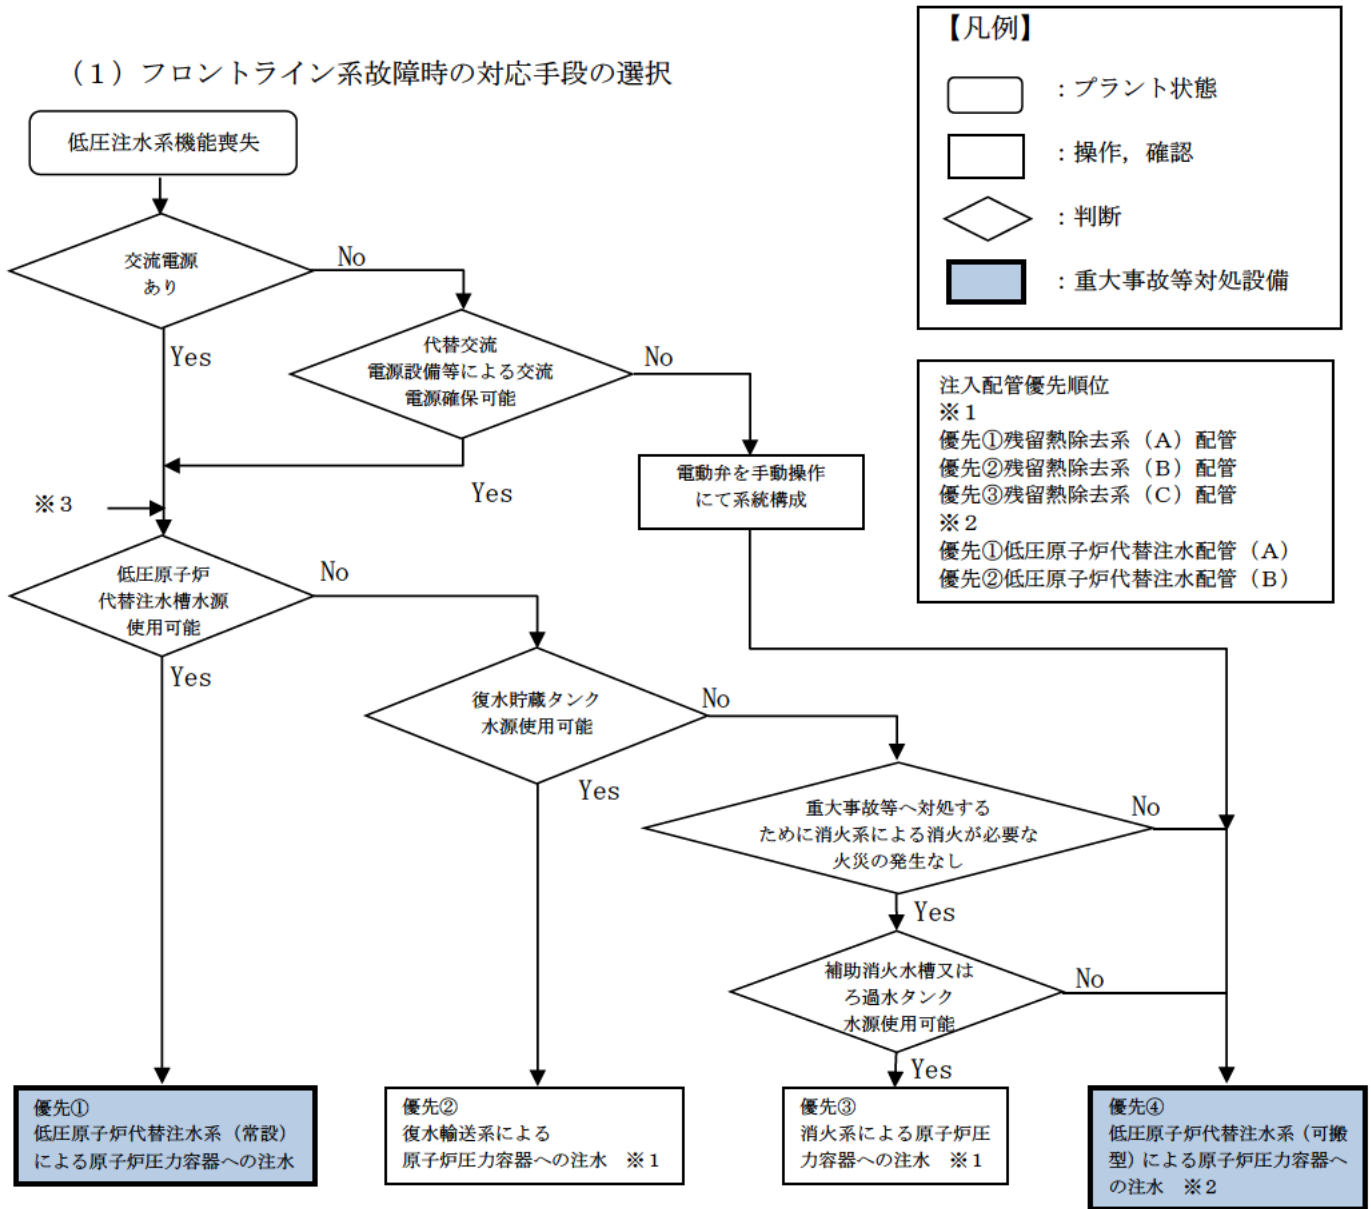 (1)フロントライン系故障時の対応手段の選択
【凡例】
:プラント状態
:操作,確認
:判断
:重大事故等対処設備
低圧注水系機能喪失
交流電源
あり
No
Yes
代替交流
電源設備等による交流
電源確保可能
No
Yes
電動弁を手動操作
にて系統構成
注入配管優先順位
※1
優先①残留熱除去系(A)配管
優先②残留熱除去系(B)配管
優先③残留熱除去系(C)配管
※2
優先①低圧原子炉代替注水配管(A)
優先②低圧原子炉代替注水配管(B)
※3
低圧原子炉
代替注水槽水源
使用可能
No
Yes
復水貯蔵タンク
水源使用可能
No
Yes
重大事故等へ対処する
ために消火系による消火が必要な
火災の発生なし
No
Yes
補助消火水槽又は
ろ過水タンク
水源使用可能
No
Yes
優先①
低圧原子炉代替注水系(常設)
による原子炉圧力容器への注水
優先②
復水輸送系による
原子炉圧力容器への注水 ※1
優先③
消火系による原子炉圧
力容器への注水 ※1
優先④
低圧原子炉代替注水系(可搬
型)による原子炉圧力容器へ
の注水 ※2